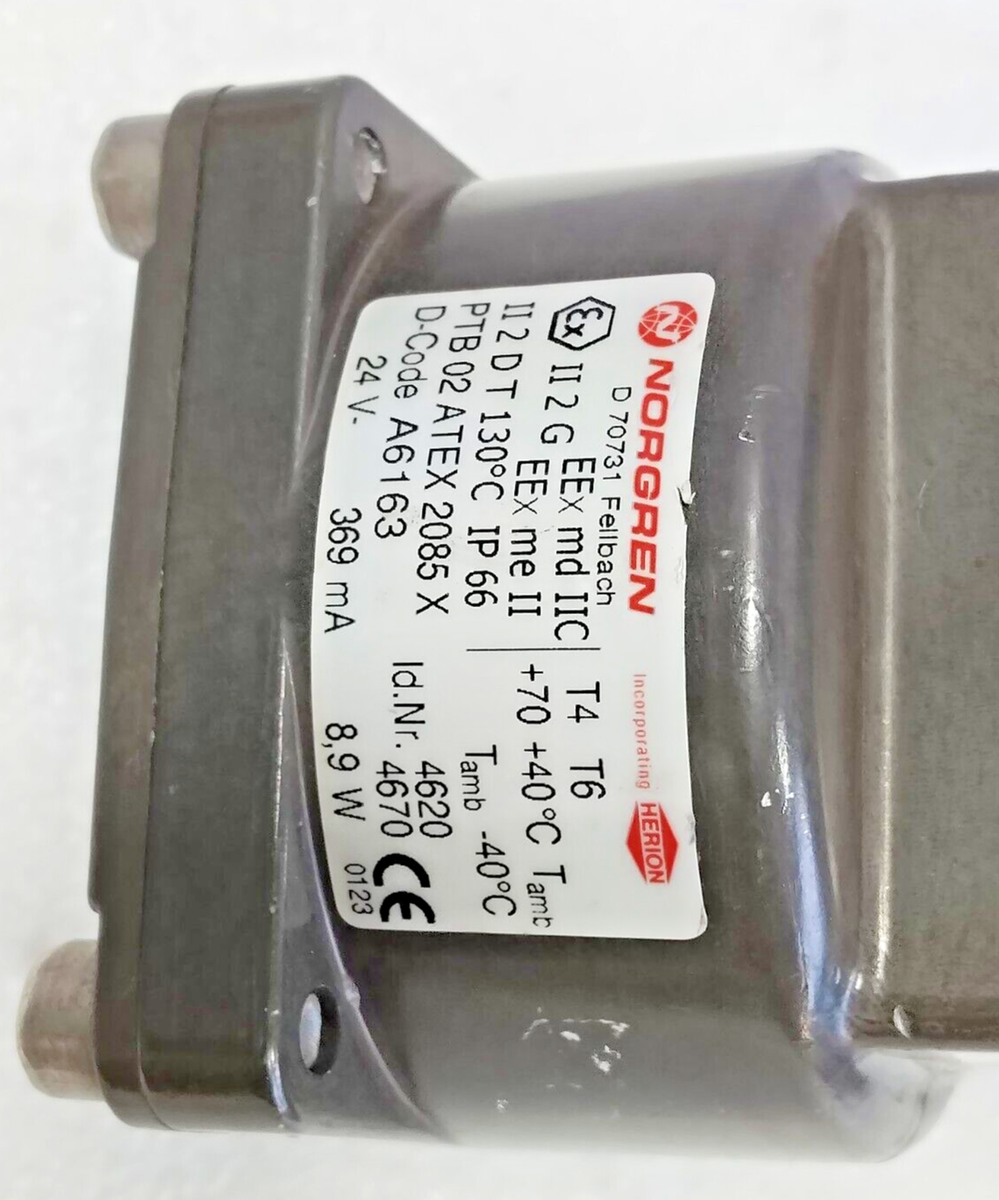 NORGREN Incorporating HERION
D 70731 Fellbach
Ex II 2 G EEx md IIC T4 T6
EEx me II +70 +40°C Tamb
II 2 D T 130°C IP 66 Tamb -40°C
PTB 02 ATEX 2085 X 4620
D-Code A6163 Id.Nr. 4670 CE
24 V- 369 mA 8,9 W 0123